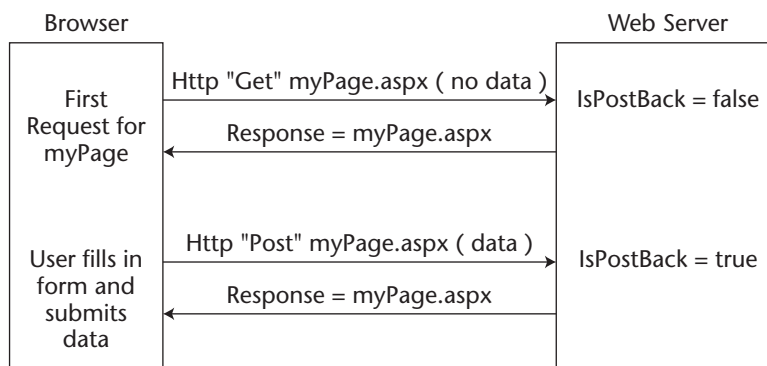 Browser
Web Server
First
Request for
myPage
Http "Get" myPage.aspx ( no data )
IsPostBack = false
Response = myPage.aspx
User fills in
form and
submits
data
Http "Post" myPage.aspx ( data )
IsPostBack = true
Response = myPage.aspx